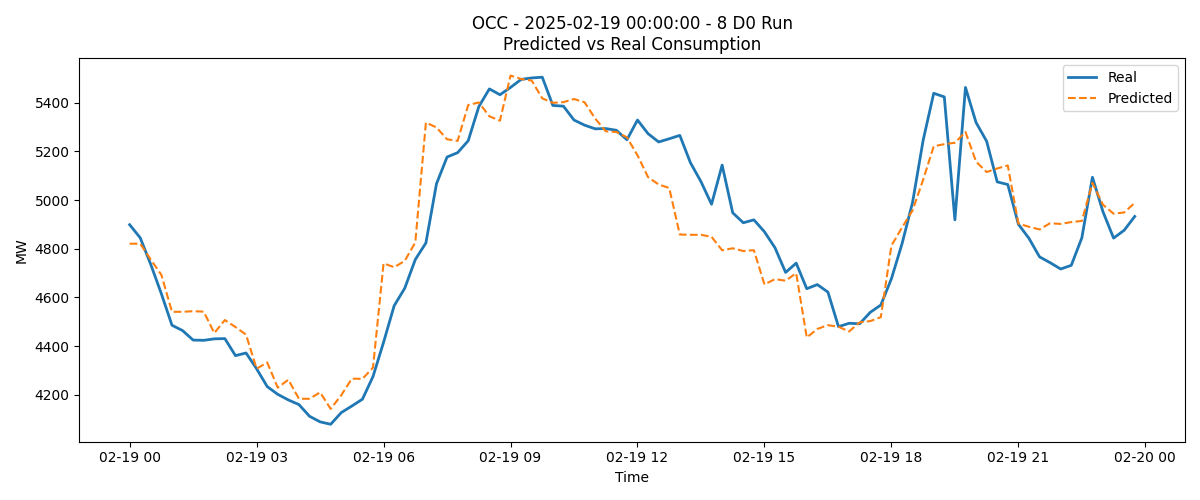 OCC - 2025-02-19 00:00:00 - 8 D0 Run
Predicted vs Real Consumption
Real
Predicted
MW
5400
5200
5000
4800
4600
4400
4200
02-19 00
02-19 03
02-19 06
02-19 09
02-19 12
02-19 15
02-19 18
02-19 21
02-20 00
Time